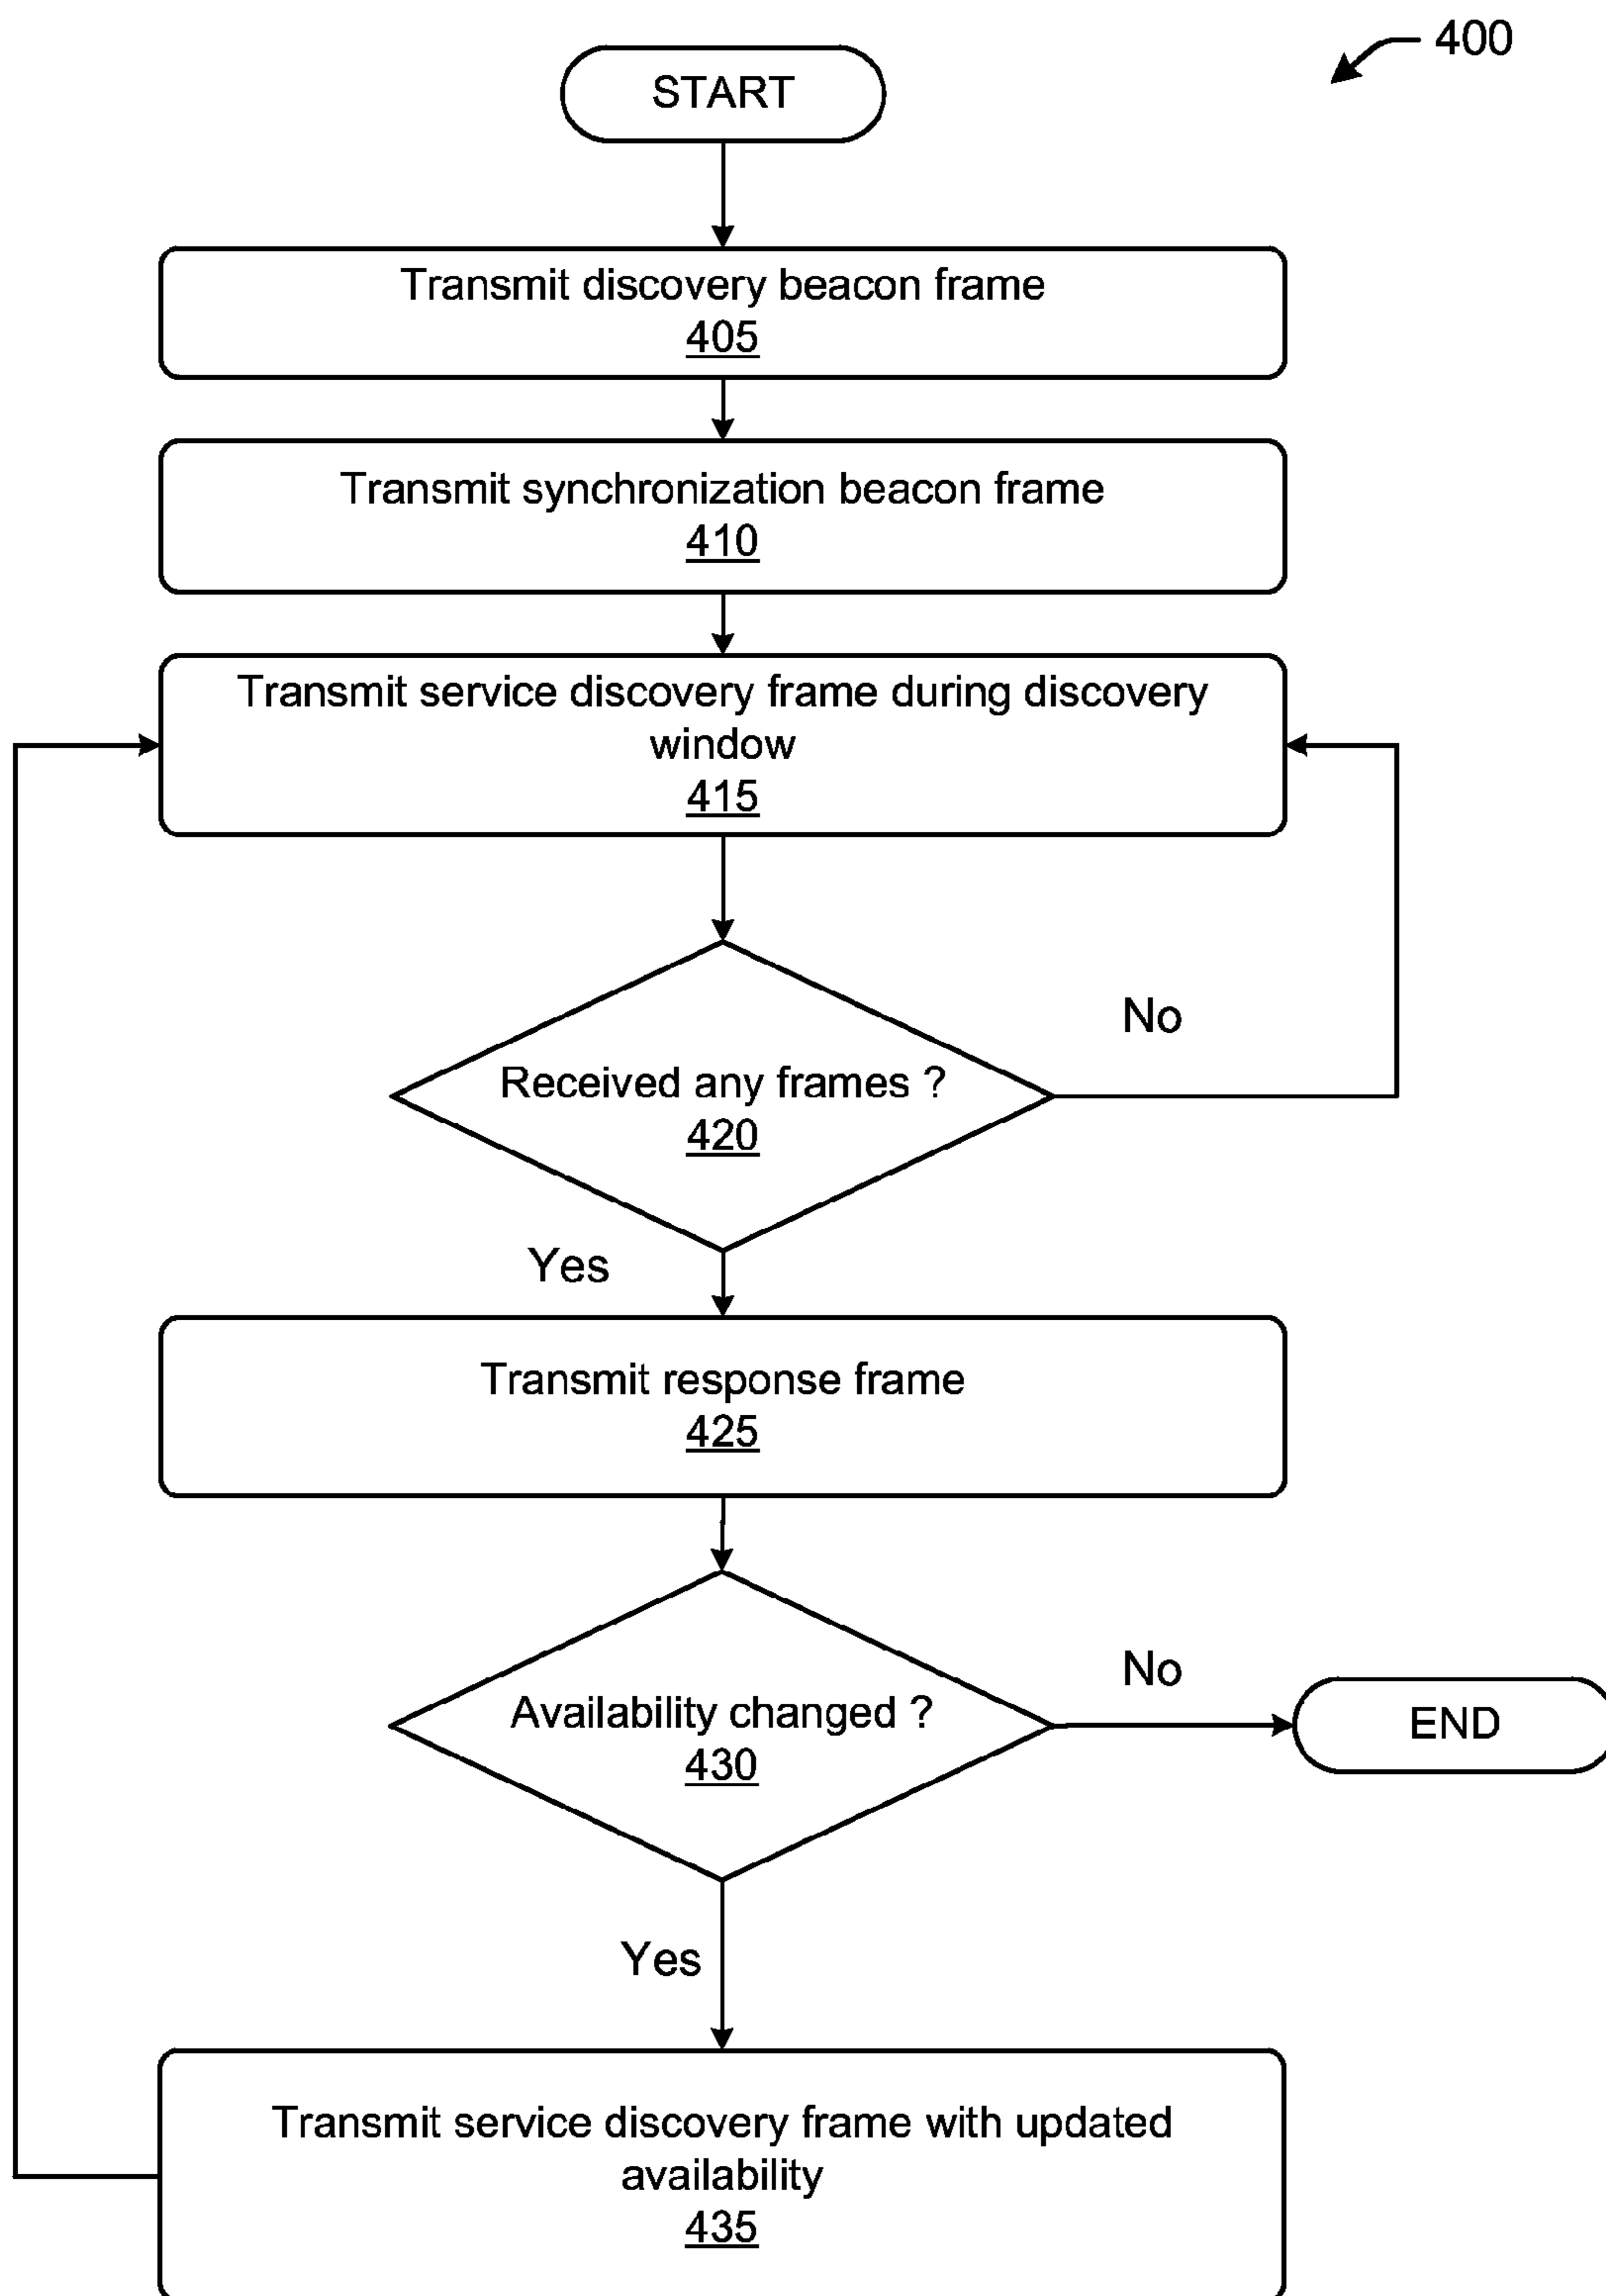 400
START
Transmit discovery beacon frame
405
Transmit synchronization beacon frame
410
Transmit service discovery frame during discovery
window
415
No
Received any frames ?
420
Yes
Transmit response frame
425
No
Availability changed ?
430
END
Yes
Transmit service discovery frame with updated
availability
435